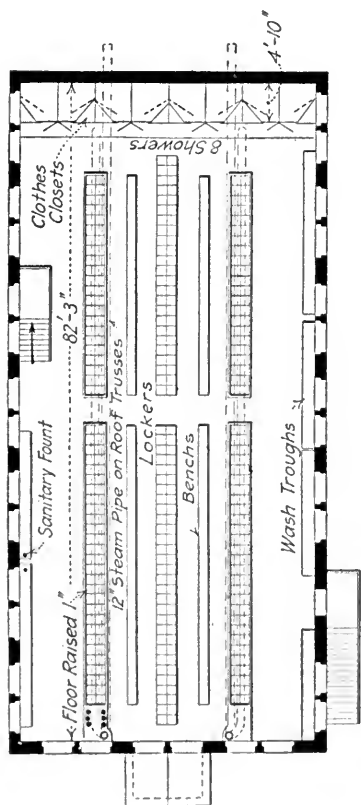 4'-10"
8 Showers
Clothes
Closets
82'-3"
Sanitary Fount
Floor Raised 1"
12" Steam Pipe on Roof Trusses
Lockers
Benchs
Wash Troughs